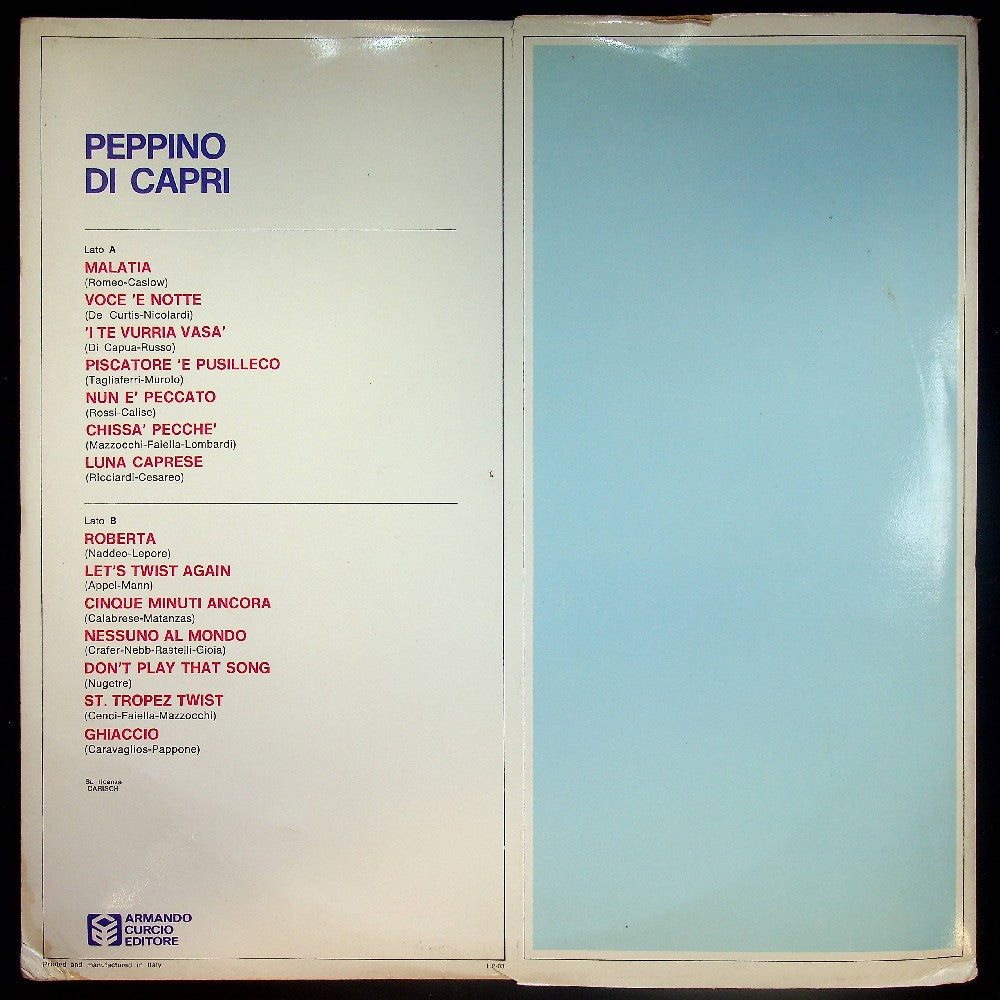 PEPPINO
DI CAPRI
Lato A
MALATIA
(Romeo-Caslow)
VOCE 'E NOTTE
(De Curtis-Nicolardi)
'I TE VURRIA VASA'
(Di Capua-Russo)
PISCATORE 'E PUSILLECO
(Tagliaferri-Murolo)
NUN E' PECCATO
(Rossi-Calise)
CHISSA' PECCHE'
(Mazzocchi-Faiella-Lombardi)
LUNA CAPRESE
(Ricciardi-Cesareo)
Lato B
ROBERTA
(Naddeo-Lepore)
LET'S TWIST AGAIN
(Appel-Mann)
CINQUE MINUTI ANCORA
(Calabrese-Matanzas)
NESSUNO AL MONDO
(Crafer-Nebb-Rastelli-Gioia)
DON'T PLAY THAT SONG
(Nugetre)
ST. TROPEZ TWIST
(Cenci-Faiella-Mazzocchi)
GHIACCIO
(Caravaglios-Pappone)
Su licenza
CARISCH
ARMANDO
CURCIO
EDITORE
Printed and manufactured in Italy